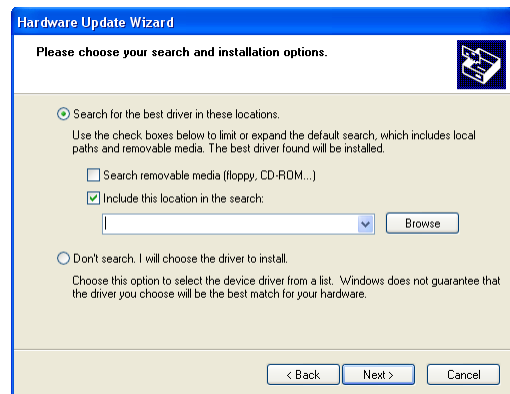 Hardware Update Wizard
Please choose your search and installation options.
Search for the best driver in these locations.
Use the check boxes below to limit or expand the default search, which includes local
paths and removable media. The best driver found will be installed.
Search removable media (floppy, CD-ROM...)
Include this location in the search:
Browse
Don't search. I will choose the driver to install.
Choose this option to select the device driver from a list.  Windows does not guarantee that
the driver you choose will be the best match for your hardware.
< Back
Next >
Cancel